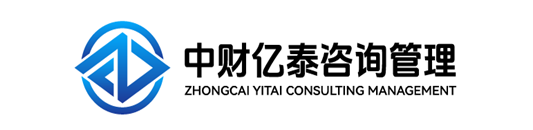 中财亿泰咨询管理
ZHONGCAI YITAI CONSULTING MANAGEMENT